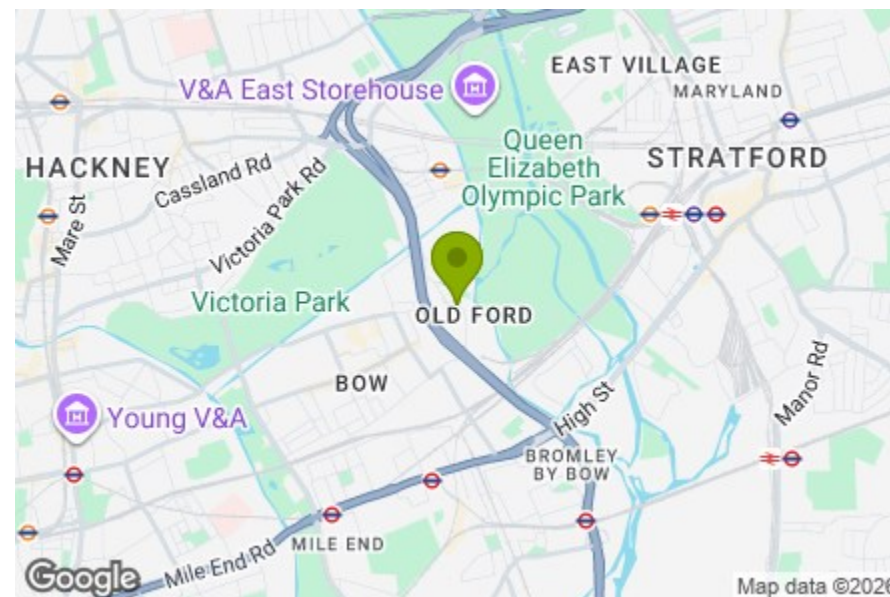 EAST VILLAGE
V&A East Storehouse
MARYLAND
Queen
Elizabeth
Olympic Park
HACKNEY
STRATFORD
Cassland Rd
Victoria Park Rd
Mare St
Victoria Park
OLD FORD
BOW
Manor Rd
High St
Young V&A
BROMLEY
BY BOW
MILE END
Mile End Rd
Google
Map data ©2026